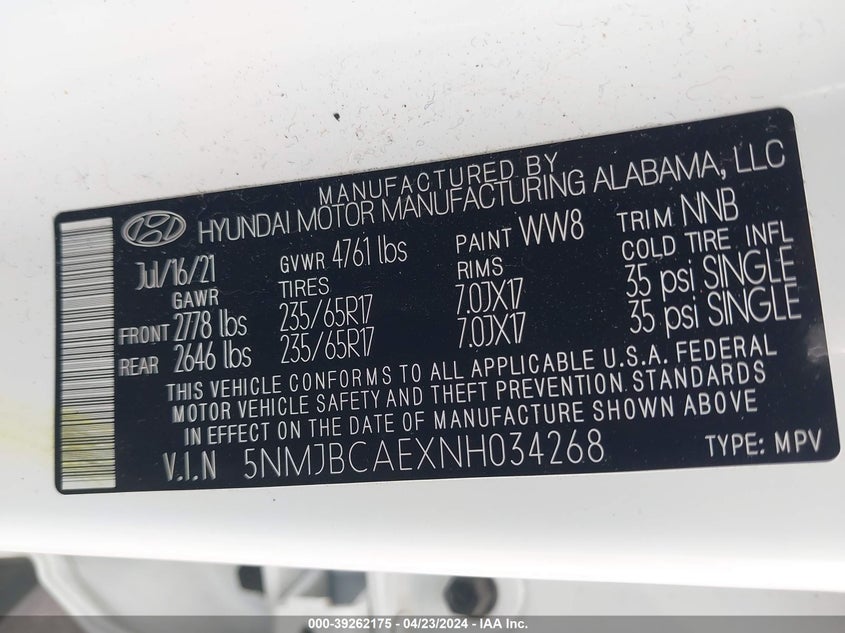 MANUFACTURED BY
HYUNDAI MOTOR MANUFACTURING ALABAMA, LLC
Jul/16/21 GVWR 4761 lbs PAINT WW8 TRIM NNB
GAWR TIRES RIMS COLD TIRE INFL
FRONT 2778 lbs 235/65R17 7.0JX17 35 psi SINGLE
REAR 2646 lbs 235/65R17 7.0JX17 35 psi SINGLE
THIS VEHICLE CONFORMS TO ALL APPLICABLE U.S.A. FEDERAL
MOTOR VEHICLE SAFETY AND THEFT PREVENTION STANDARDS
IN EFFECT ON THE DATE OF MANUFACTURE SHOWN ABOVE
V.I.N 5NMJBCAEXNH034268 TYPE: MPV
000-39262175 - 04/23/2024 - IAA Inc.